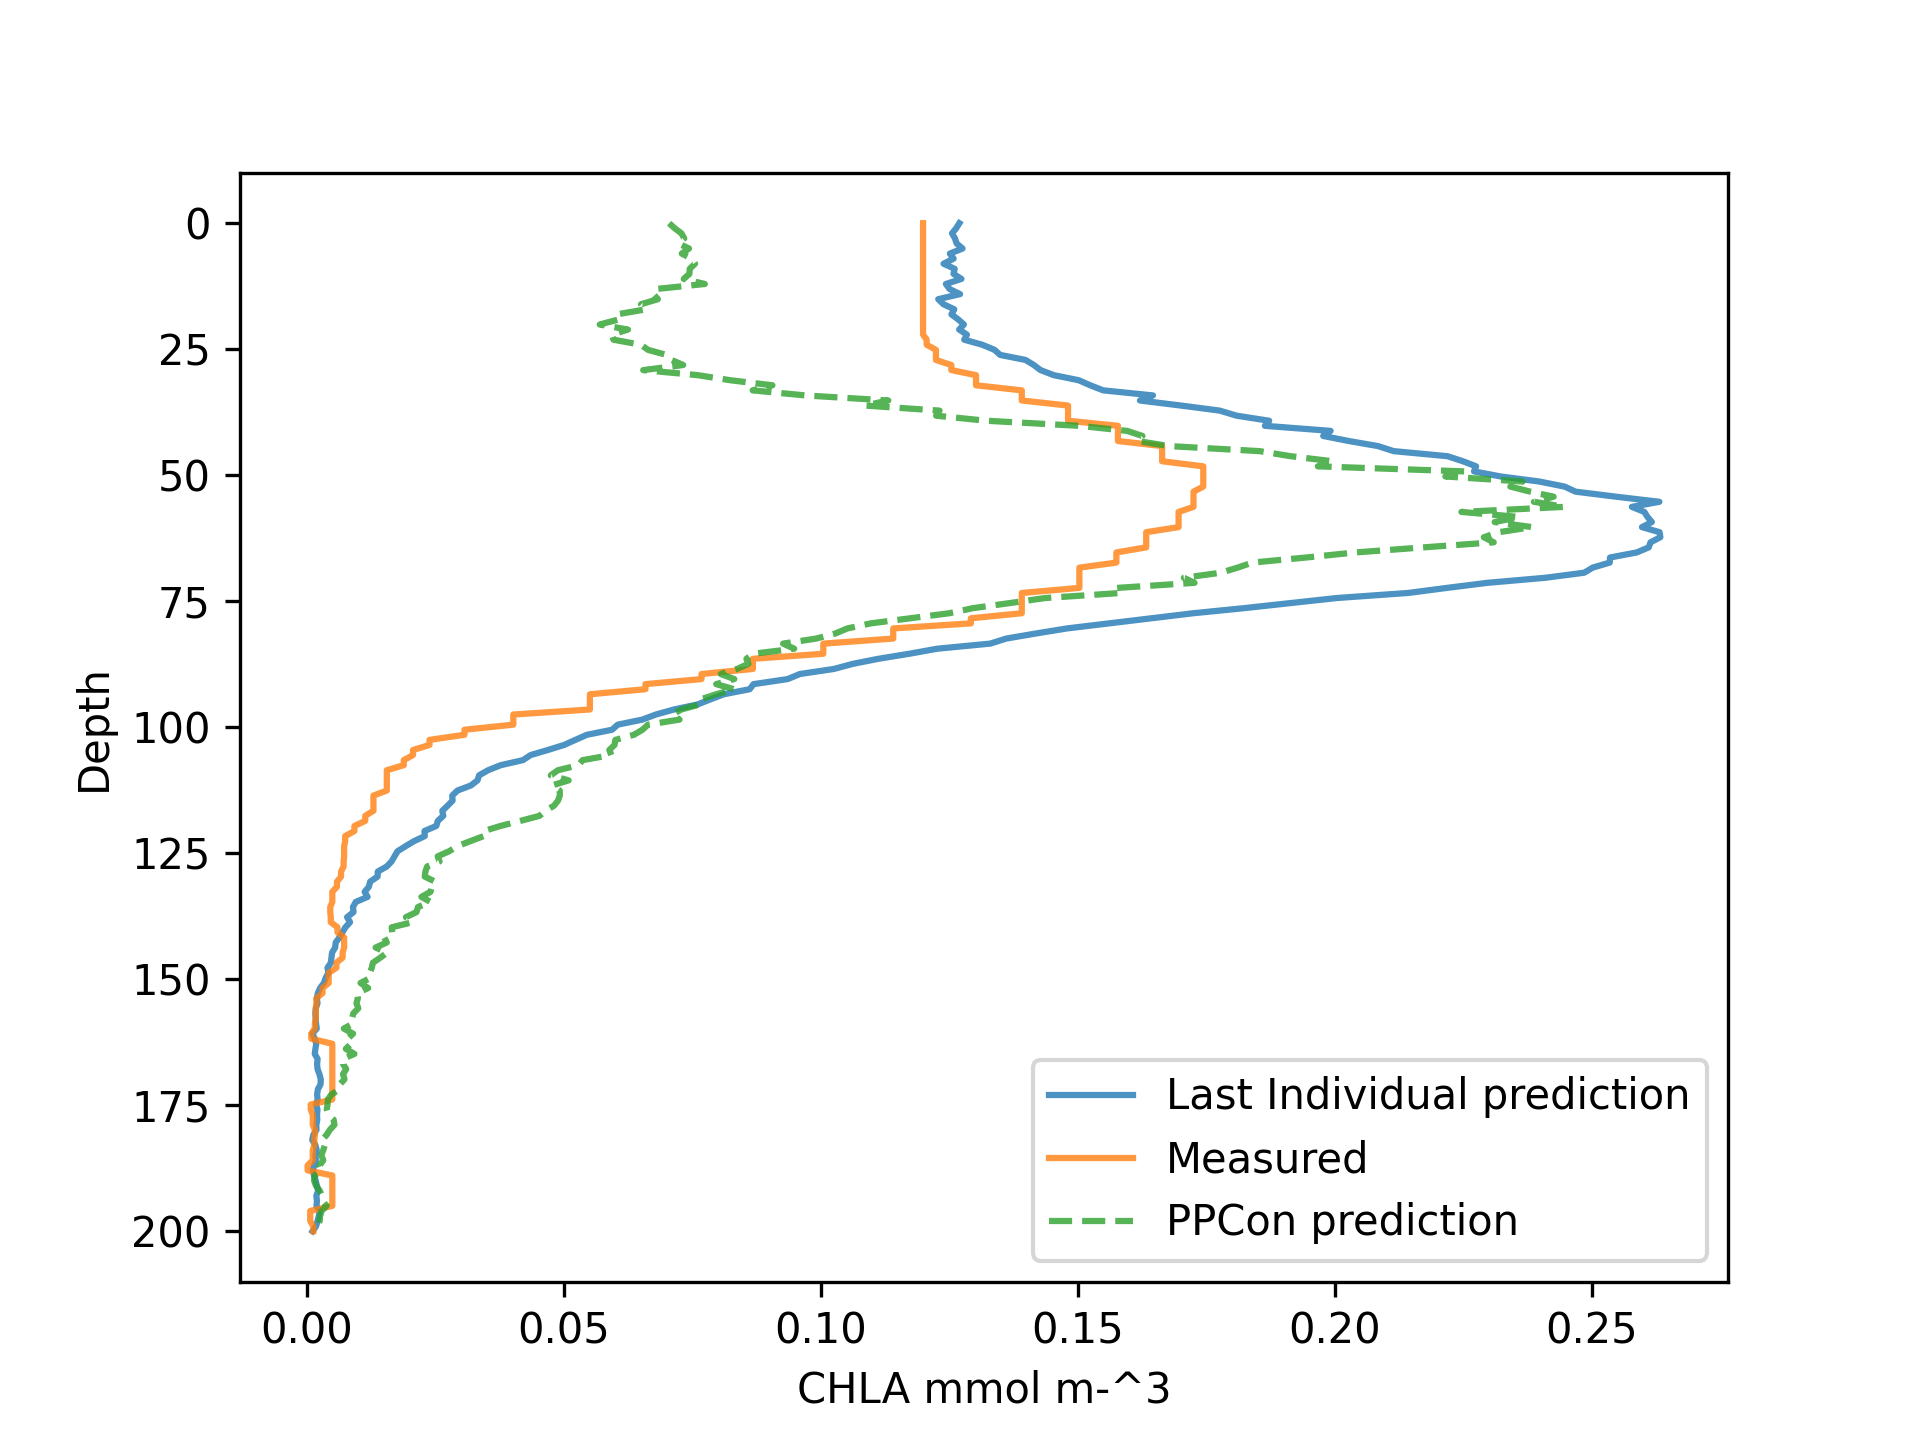 0
25
50
75
100
125
150
175
200
Depth
0.00 0.05 0.10 0.15 0.20 0.25
CHLA mmol m-^3
Last Individual prediction
Measured
PPCon prediction